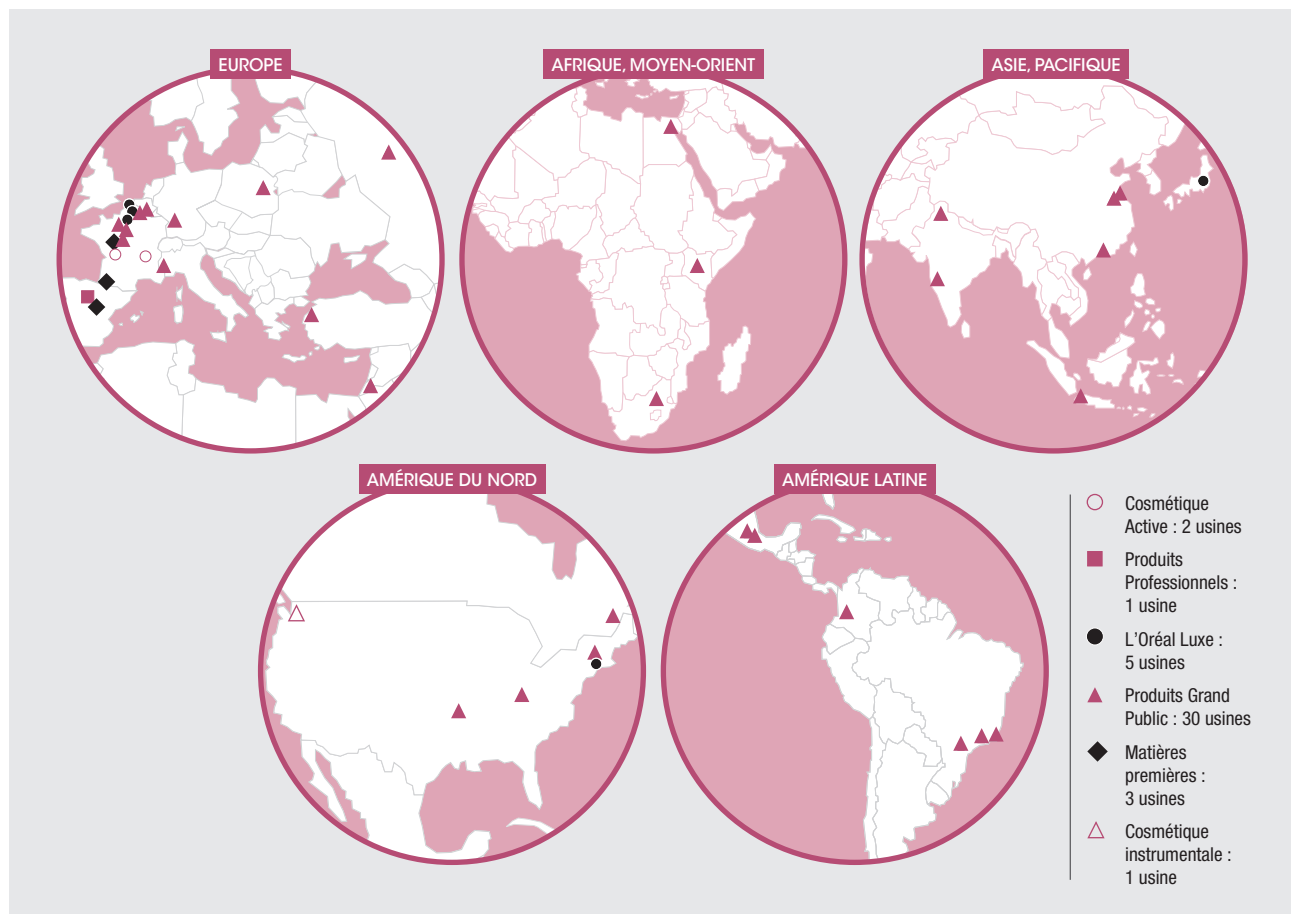 EUROPE
AFRIQUE, MOYEN-ORIENT
ASIE, PACIFIQUE
AMÉRIQUE DU NORD
AMÉRIQUE LATINE
Cosmétique
Active : 2 usines
Produits
Professionnels :
1 usine
L'Oréal Luxe :
5 usines
Produits Grand
Public : 30 usines
Matières
premières :
3 usines
Cosmétique
instrumentale :
1 usine